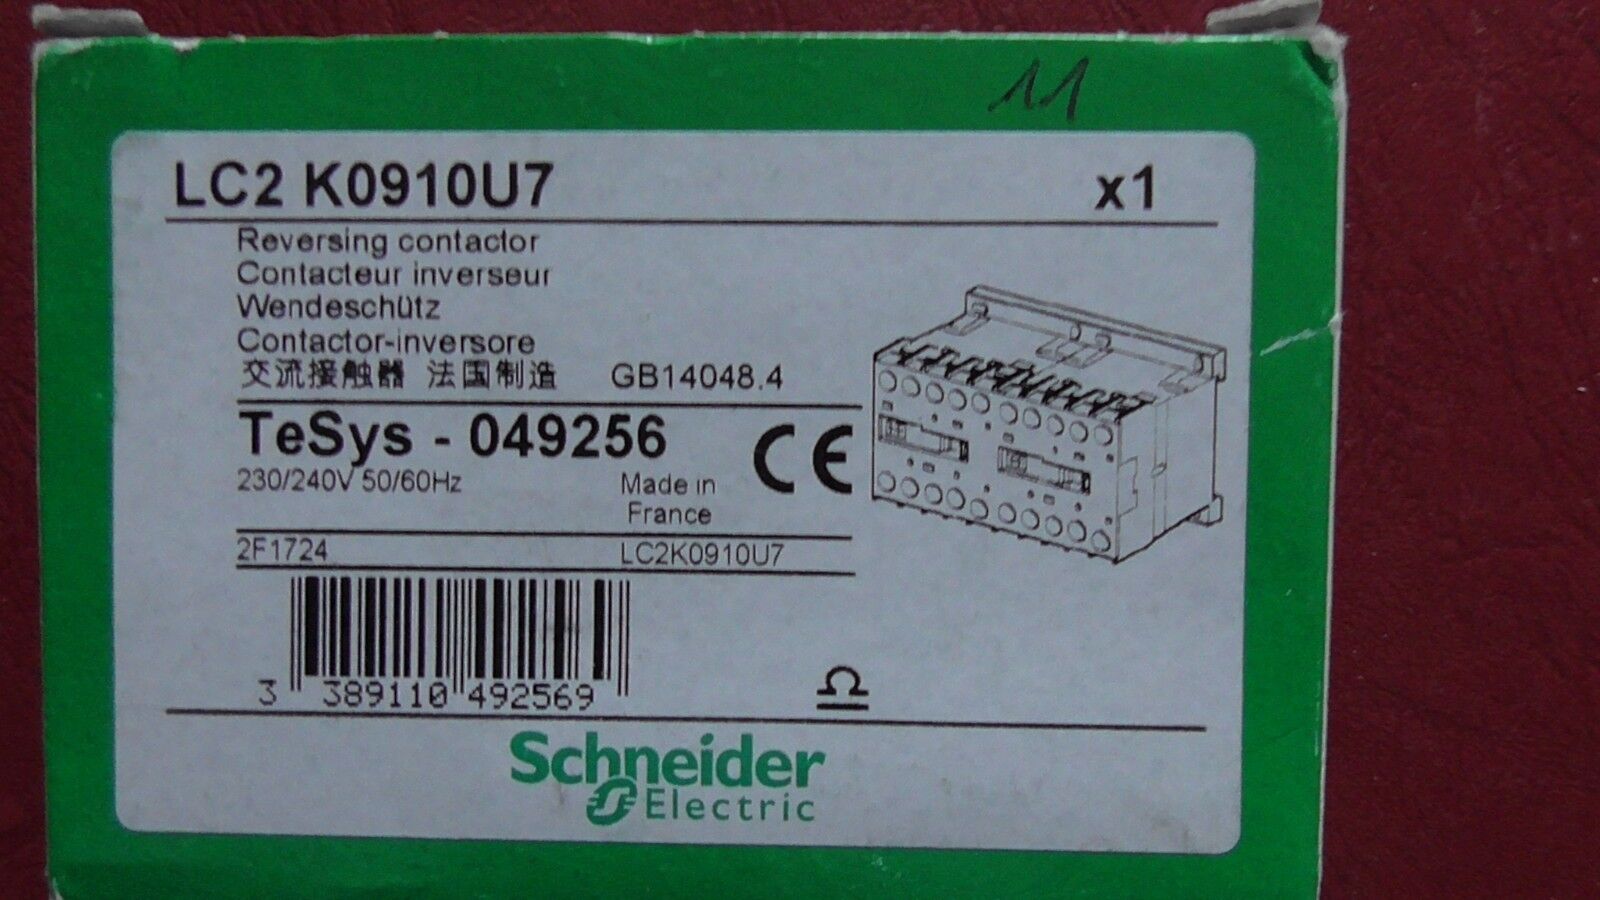 11
LC2 K0910U7 x1
Reversing contactor
Contacteur inverseur
Wendeschütz
Contactor-inversore
交流接触器 法国制造 GB14048.4
TeSys - 049256 CE
230/240V 50/60Hz Made in
France
2F1724 LC2K0910U7
3 389110 492569
Schneider
Electric